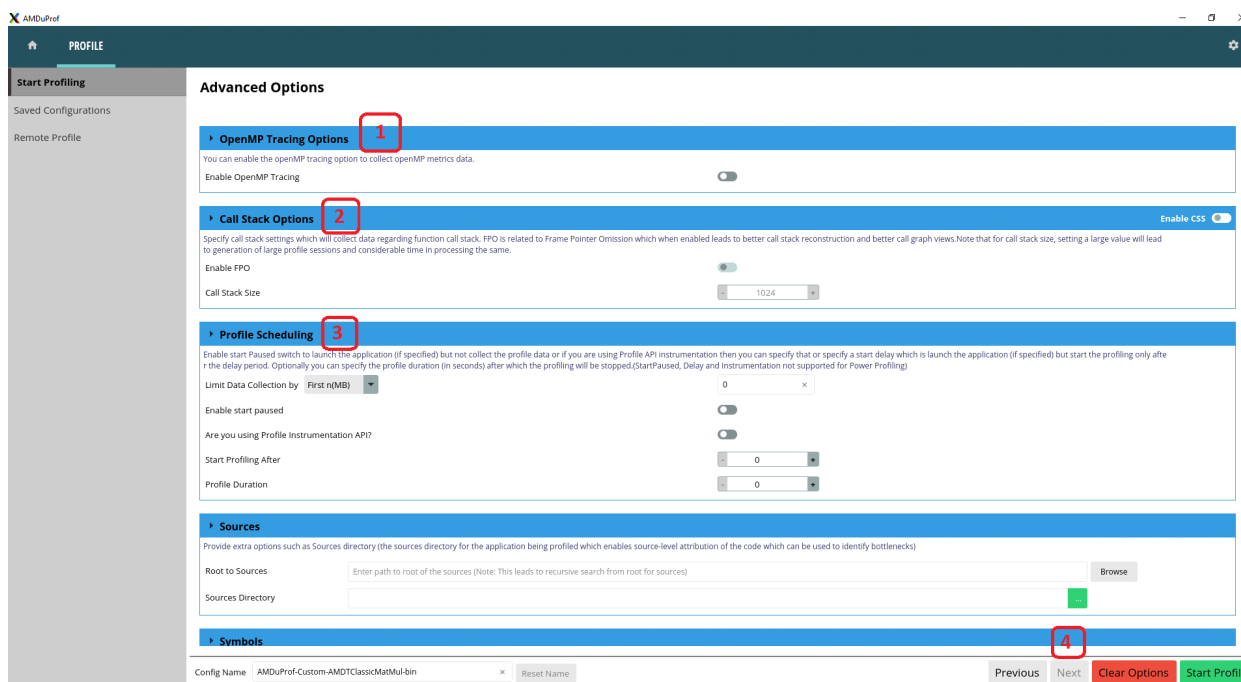 AMDuProf
PROFILE
Start Profiling
Saved Configurations
Remote Profile
Advanced Options
OpenMP Tracing Options 1
You can enable the openMP tracing option to collect openMP metrics data.
Enable OpenMP Tracing
Call Stack Options 2 Enable CSS
Specify call stack settings which will collect data regarding function call stack. FPO is related to Frame Pointer Omission which when enabled leads to better call stack reconstruction and better call graph views.Note that for call stack size, setting a large value will lead
to generation of large profile sessions and considerable time in processing the same.
Enable FPO
Call Stack Size - 1024 +
Profile Scheduling 3
Enable start Paused switch to launch the application (if specified) but not collect the profile data or if you are using Profile API instrumentation then you can specify that or specify a start delay which is launch the application (if specified) but start the profiling only afte
r the delay period. Optionally you can specify the profile duration (in seconds) after which the profiling will be stopped.(StartPaused, Delay and Instrumentation not supported for Power Profiling)
Limit Data Collection by First n(MB) 0 ×
Enable start paused
Are you using Profile Instrumentation API?
Start Profiling After - 0 +
Profile Duration - 0 +
Sources
Provide extra options such as Sources directory (the sources directory for the application being profiled which enables source-level attribution of the code which can be used to identify bottlenecks)
Root to Sources Enter path to root of the sources (Note: This leads to recursive search from root for sources) Browse
Sources Directory ...
Symbols
4
Config Name AMDuProf-Custom-AMDTClassicMatMul-bin × Reset Name Previous Next Clear Options Start Profil